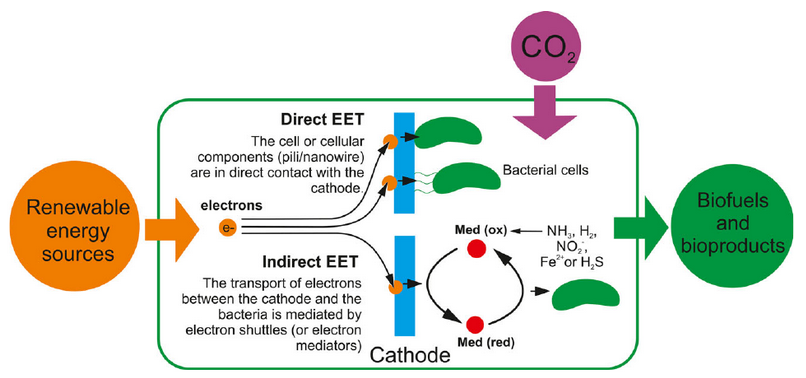 CO₂
Direct EET
The cell or cellular
components (pili/nanowire)
are in direct contact with the
cathode.
Bacterial cells
Renewable
energy
sources
electrons
e-
Biofuels
and
bioproducts
Med (ox)
NH₃, H₂,
NO₂⁻,
Fe²⁺or H₂S
Indirect EET
The transport of electrons
between the cathode and the
bacteria is mediated by
electron shuttles (or electron
mediators)
Med (red)
Cathode